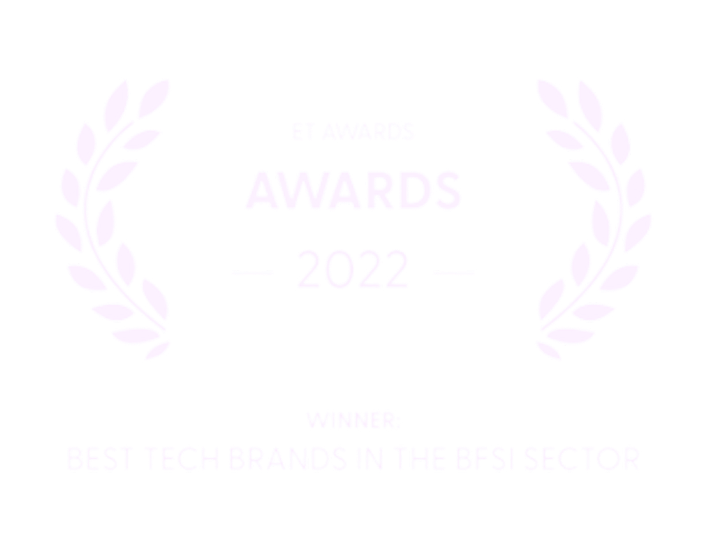 ET AWARDS
AWARDS
2022
WINNER:
BEST TECH BRANDS IN THE BFSI SECTOR